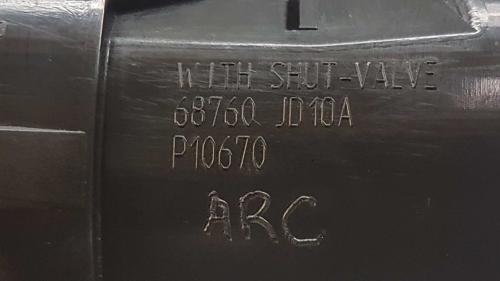 L
WITH SHUT-VALVE
68760 JD10A
P10670
ARC